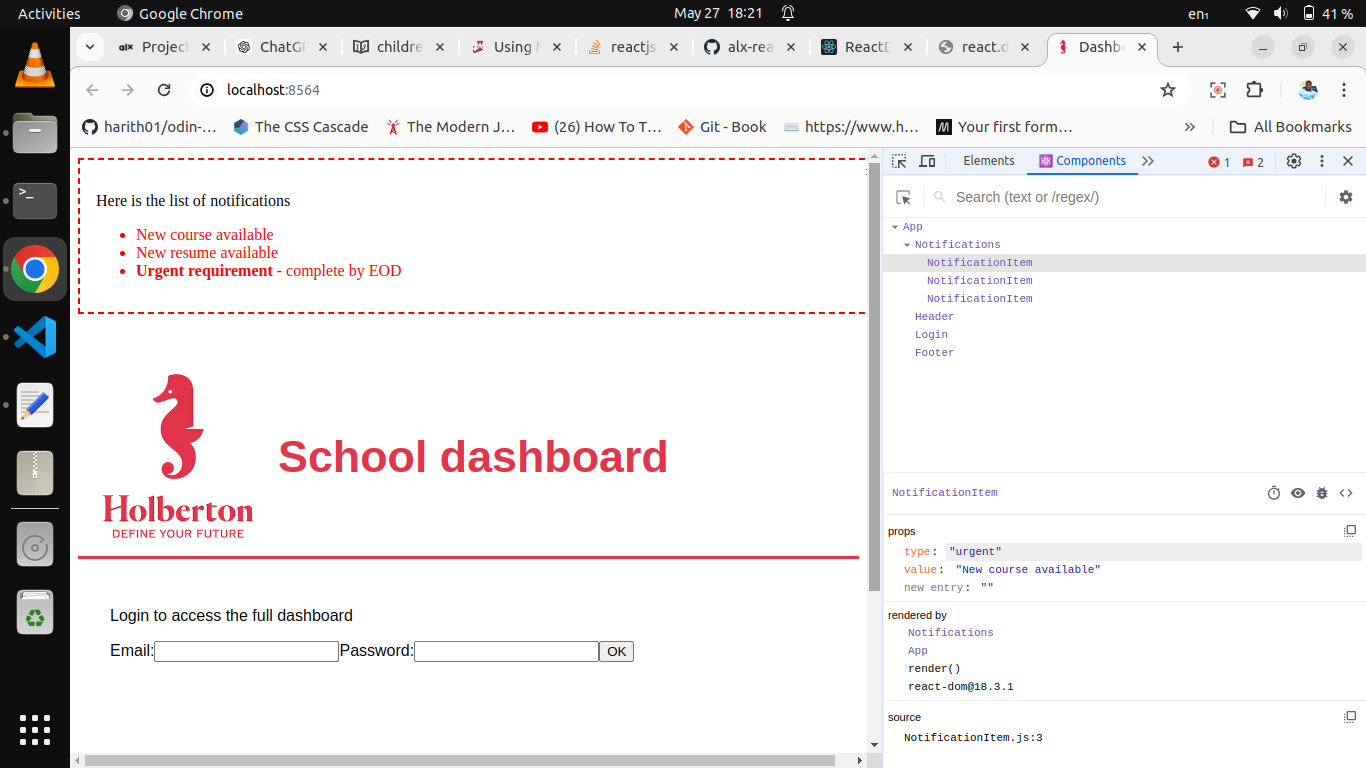 Activities
Google Chrome
May 27 18:21
en₁
41 %
Project
ChatGP
childre
Using M
reactjs
alx-rea
ReactD
react.d
Dashbo
localhost:8564
harith01/odin-...
The CSS Cascade
The Modern J...
(26) How To T...
Git - Book
https://www.h...
Your first form...
All Bookmarks
Here is the list of notifications
New course available
New resume available
Urgent requirement - complete by EOD
School dashboard
Holberton
DEFINE YOUR FUTURE
Login to access the full dashboard
Email:
Password:
OK
Elements
Components
1
2
Search (text or /regex/)
App
Notifications
NotificationItem
NotificationItem
NotificationItem
Header
Login
Footer
NotificationItem
props
type: "urgent"
value: "New course available"
new entry: ""
rendered by
Notifications
App
render()
react-dom@18.3.1
source
NotificationItem.js:3